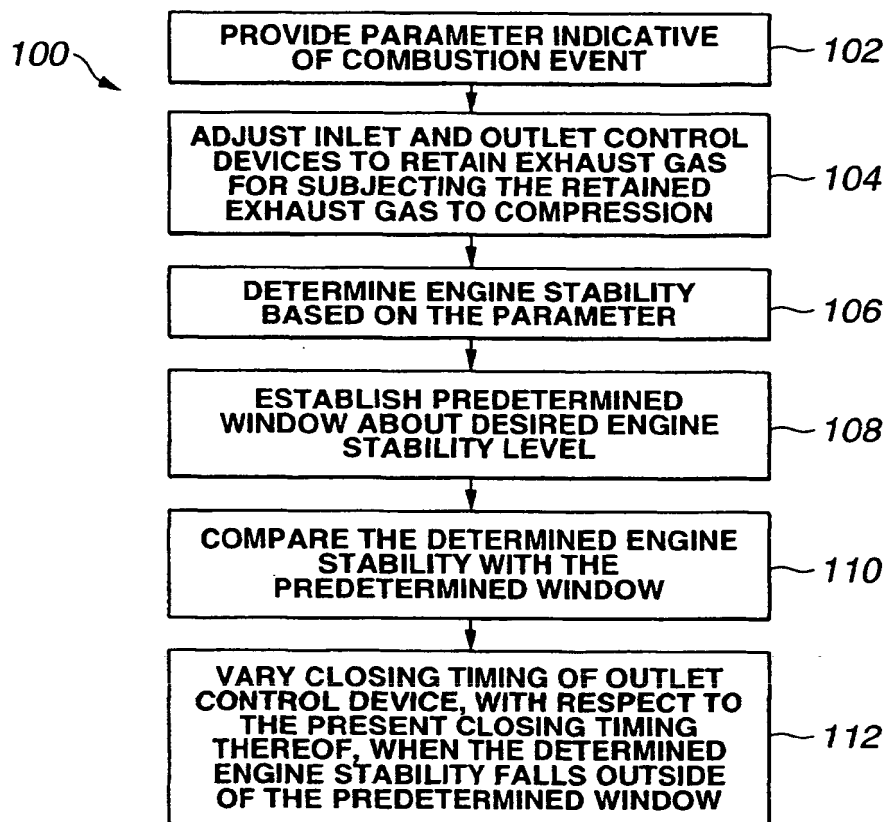 100
PROVIDE PARAMETER INDICATIVE
OF COMBUSTION EVENT
102
ADJUST INLET AND OUTLET CONTROL
DEVICES TO RETAIN EXHAUST GAS
FOR SUBJECTING THE RETAINED
EXHAUST GAS TO COMPRESSION
104
DETERMINE ENGINE STABILITY
BASED ON THE PARAMETER
106
ESTABLISH PREDETERMINED
WINDOW ABOUT DESIRED ENGINE
STABILITY LEVEL
108
COMPARE THE DETERMINED ENGINE
STABILITY WITH THE
PREDETERMINED WINDOW
110
VARY CLOSING TIMING OF OUTLET
CONTROL DEVICE, WITH RESPECT TO
THE PRESENT CLOSING TIMING
THEREOF, WHEN THE DETERMINED
ENGINE STABILITY FALLS OUTSIDE
OF THE PREDETERMINED WINDOW
112